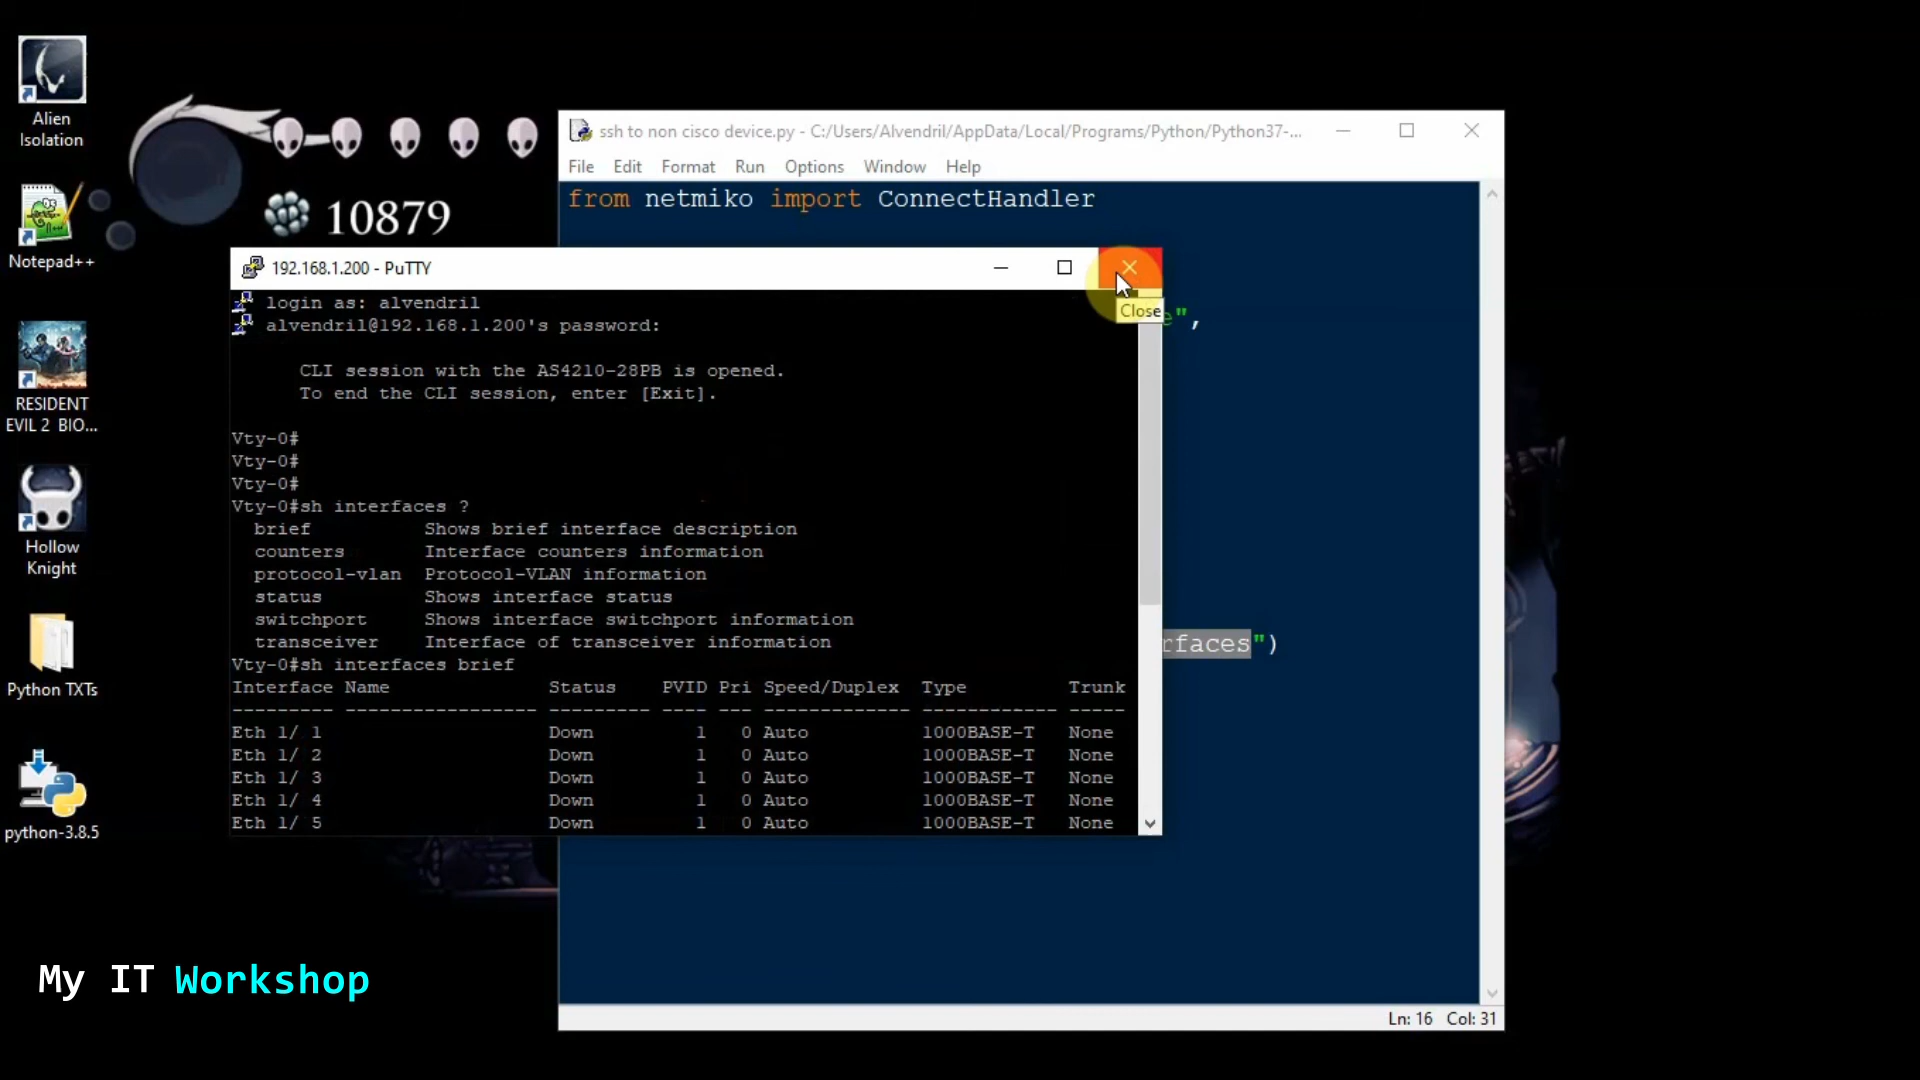 Alien
Isolation
Notepad++
RESIDENT
EVIL 2 BIO...
Hollow
Knight
Python TXTs
python-3.8.5
10879
ssh to non cisco device.py - C:/Users/Alvendril/AppData/Local/Programs/Python/Python37-...
File Edit Format Run Options Window Help
from netmiko import ConnectHandler
e",
rfaces")
Ln: 16 Col: 31
192.168.1.200 - PuTTY
Close
login as: alvendril
alvendril@192.168.1.200's password:
CLI session with the AS4210-28PB is opened.
To end the CLI session, enter [Exit].
Vty-0#
Vty-0#
Vty-0#
Vty-0#sh interfaces ?
brief Shows brief interface description
counters Interface counters information
protocol-vlan Protocol-VLAN information
status Shows interface status
switchport Shows interface switchport information
transceiver Interface of transceiver information
Vty-0#sh interfaces brief
Interface Name Status PVID Pri Speed/Duplex Type Trunk
--------- ----------------- --------- ---- --- ------------- ------------ -----
Eth 1/ 1 Down 1 0 Auto 1000BASE-T None
Eth 1/ 2 Down 1 0 Auto 1000BASE-T None
Eth 1/ 3 Down 1 0 Auto 1000BASE-T None
Eth 1/ 4 Down 1 0 Auto 1000BASE-T None
Eth 1/ 5 Down 1 0 Auto 1000BASE-T None
My IT Workshop